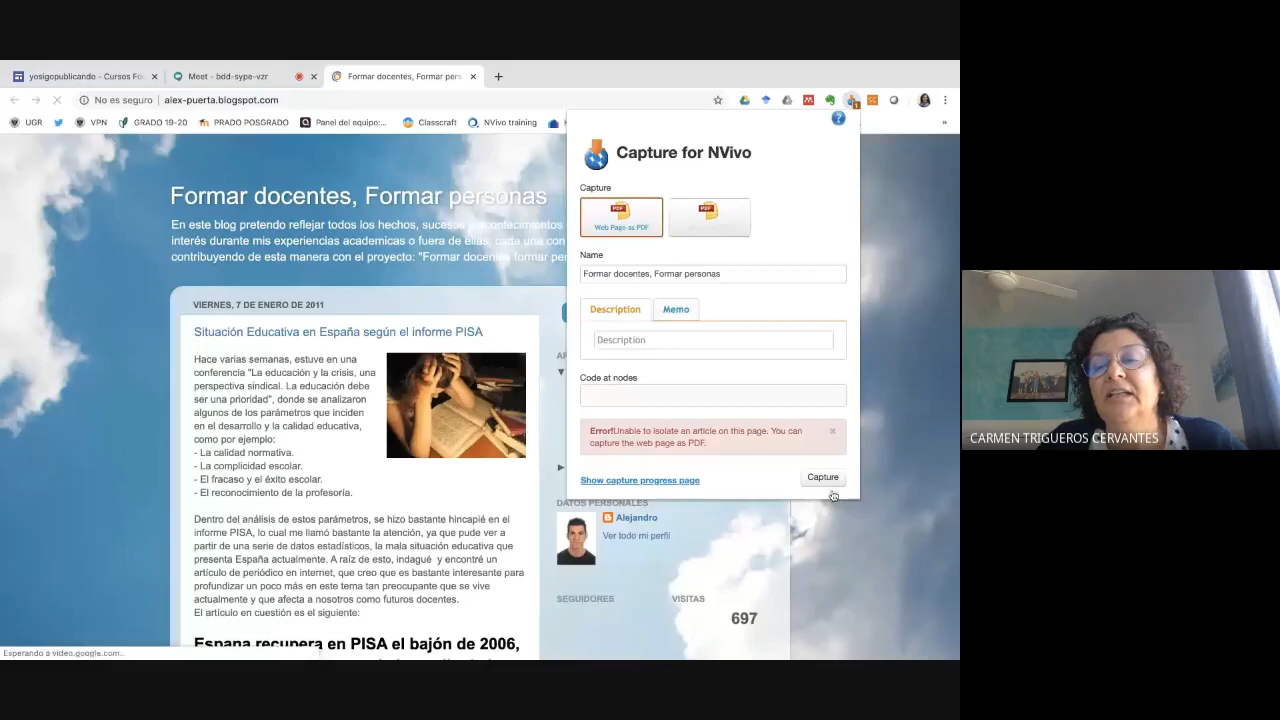 yosigopublicando - Cursos Fo
Meet - bdd-sype-vzr
Formar docentes, Formar pers
No es seguro | alex-puerta.blogspot.com
UGR
VPN
GRADO 19-20
PRADO POSGRADO
Panel del equipo:...
Classcraft
NVivo training
»
Formar docentes, Formar personas
En este blog pretendo reflejar todos los hechos,
interés durante mis experiencias academicas o fuera de ellas, cada una con
contribuyendo de esta manera con el proyecto: "Formar docentes formar per
VIERNES, 7 DE ENERO DE 2011
Situación Educativa en España según el informe PISA
Hace varias semanas, estuve en una
conferencia "La educación y la crisis, una
perspectiva sindical. La educación debe
ser una prioridad", donde se analizaron
algunos de los parámetros que inciden
en el desarrollo y la calidad educativa,
como por ejemplo:
- La calidad normativa.
- La complicidad escolar.
- El fracaso y el éxito escolar.
- El reconocimiento de la profesoría.
Dentro del análisis de estos parámetros, se hizo bastante hincapié en el
informe PISA, lo cual me llamó bastante la atención, ya que pude ver a
partir de una serie de datos estadísticos, la mala situación educativa que
presenta España actualmente. A raíz de esto, indagué y encontré un
artículo de periódico en internet, que creo que es bastante interesante para
profundizar un poco más en este tema tan preocupante que se vive
actualmente y que afecta a nosotros como futuros docentes.
El artículo en cuestión es el siguiente:
Espana recupera en PISA el bajón de 2006,
Esperando a video.google.com...
Capture for NVivo
Capture
PDF
Web Page as PDF
PDF
Name
Formar docentes, Formar personas
Description
Memo
Description
Code at nodes
Error!Unable to isolate an article on this page. You can
capture the web page as PDF.
Show capture progress page
Capture
DATOS PERSONALES
Alejandro
Ver todo mi perfil
SEGUIDORES
VISITAS
697
CARMEN TRIGUEROS CERVANTES